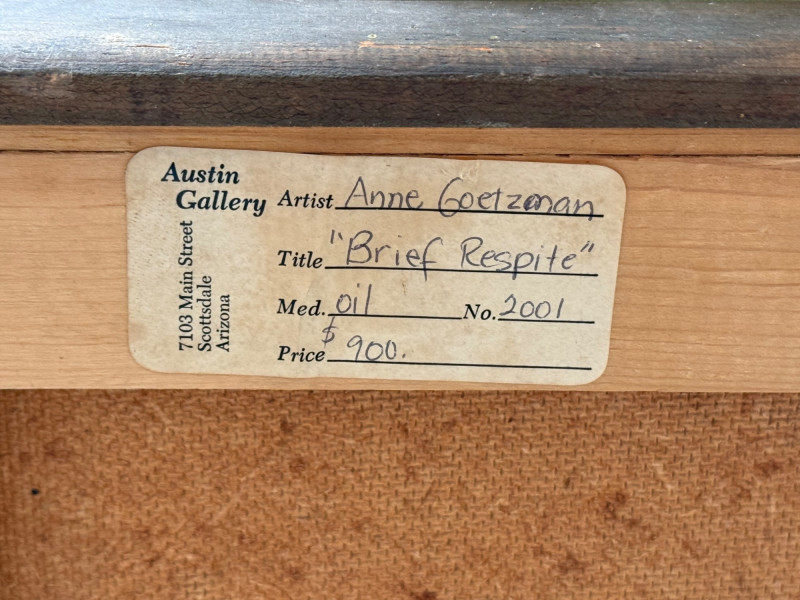 Austin
Gallery
7103 Main Street
Scottsdale
Arizona
Artist Anne Goetzman
Title "Brief Respite"
Med. oil No. 2001
Price $900.